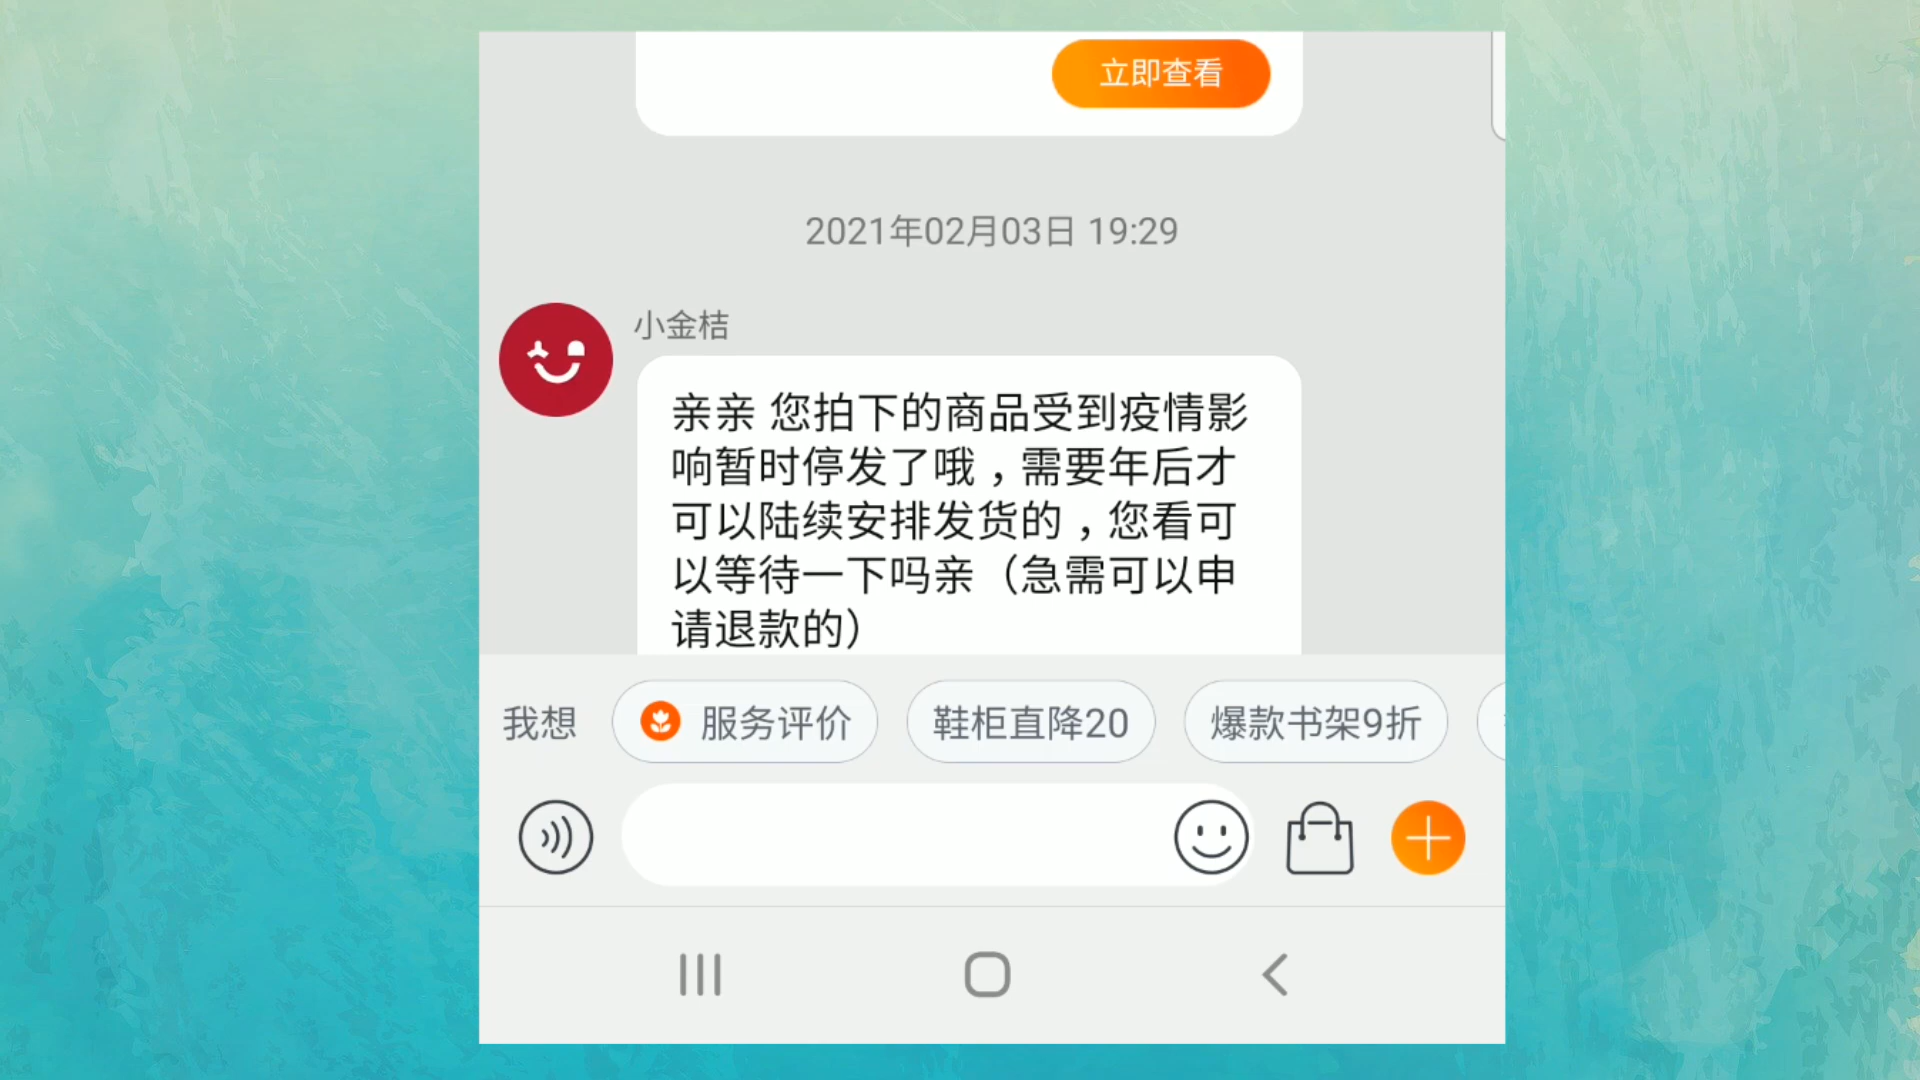 立即查看
2021年02月03日 19:29
小金桔
亲亲 您拍下的商品受到疫情影
响暂时停发了哦，需要年后才
可以陆续安排发货的，您看可
以等待一下吗亲（急需可以申
请退款的）
我想
服务评价
鞋柜直降20
爆款书架9折